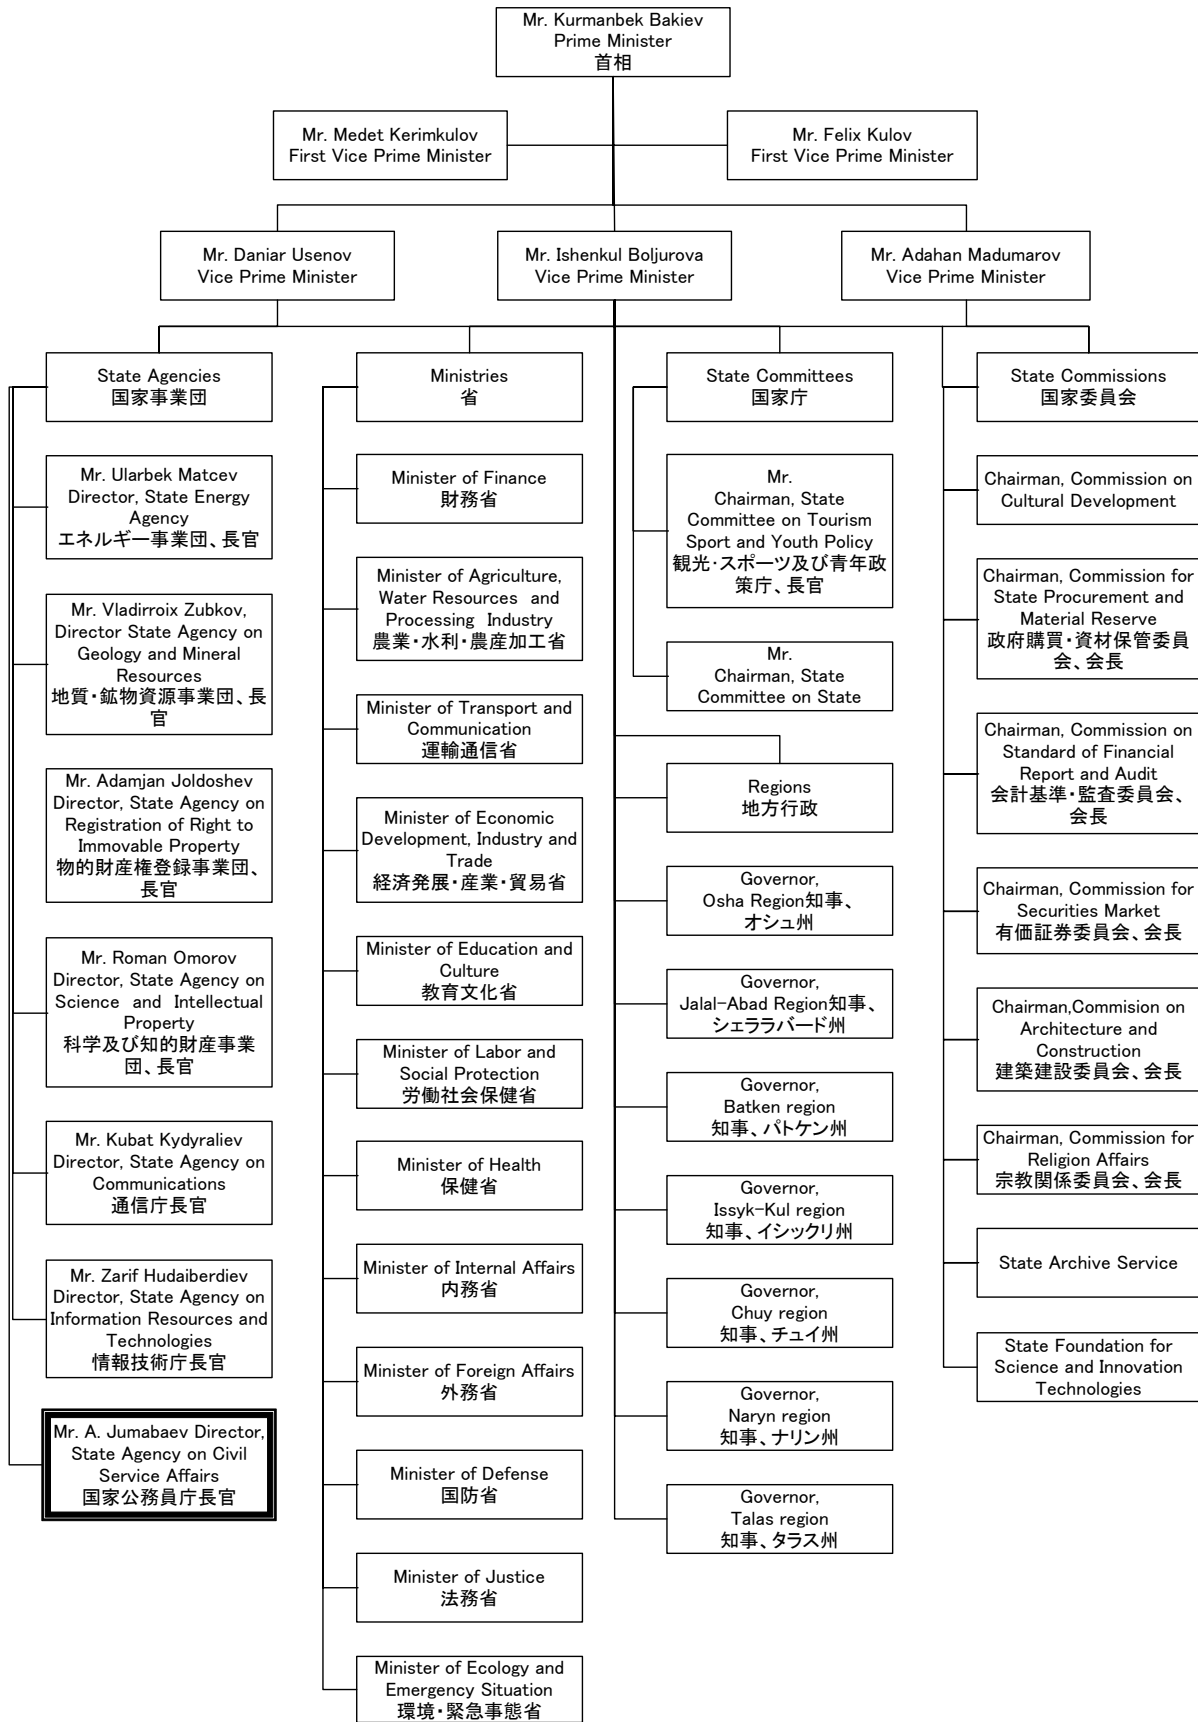 Mr. Kurmanbek Bakiev
Prime Minister
首相
Mr. Medet Kerimkulov
First Vice Prime Minister
Mr. Felix Kulov
First Vice Prime Minister
Mr. Daniar Usenov
Vice Prime Minister
Mr. Ishenkul Boljurova
Vice Prime Minister
Mr. Adahan Madumarov
Vice Prime Minister
State Agencies
国家事業団
Mr. Ularbek Matcev
Director, State Energy
Agency
エネルギー事業団、長官
Mr. Vladirroix Zubkov,
Director State Agency on
Geology and Mineral
Resources
地質・鉱物資源事業団、長
官
Mr. Adamjan Joldoshev
Director, State Agency on
Registration of Right to
Immovable Property
物的財産権登録事業団、
長官
Mr. Roman Omorov
Director, State Agency on
Science and Intellectual
Property
科学及び知的財産事業
団、長官
Mr. Kubat Kydyraliev
Director, State Agency on
Communications
通信庁長官
Mr. Zarif Hudaiberdiev
Director, State Agency on
Information Resources and
Technologies
情報技術庁長官
Mr. A. Jumabaev Director,
State Agency on Civil
Service Affairs
国家公務員庁長官
Ministries
省
Minister of Finance
財務省
Minister of Agriculture,
Water Resources and
Processing Industry
農業・水利・農産加工省
Minister of Transport and
Communication
運輸通信省
Minister of Economic
Development, Industry and
Trade
経済発展・産業・貿易省
Minister of Education and
Culture
教育文化省
Minister of Labor and
Social Protection
労働社会保健省
Minister of Health
保健省
Minister of Internal Affairs
内務省
Minister of Foreign Affairs
外務省
Minister of Defense
国防省
Minister of Justice
法務省
Minister of Ecology and
Emergency Situation
環境・緊急事態省
State Committees
国家庁
Mr.
Chairman, State
Committee on Tourism
Sport and Youth Policy
観光・スポーツ及び青年政
策庁、長官
Mr.
Chairman, State
Committee on State
Regions
地方行政
Governor,
Osha Region知事、
オシュ州
Governor,
Jalal-Abad Region知事、
シェララバード州
Governor,
Batken region
知事、パトケン州
Governor,
Issyk-Kul region
知事、イシックリ州
Governor,
Chuy region
知事、チュイ州
Governor,
Naryn region
知事、ナリン州
Governor,
Talas region
知事、タラス州
State Commissions
国家委員会
Chairman, Commission on
Cultural Development
Chairman, Commission for
State Procurement and
Material Reserve
政府購買・資材保管委員
会、会長
Chairman, Commission on
Standard of Financial
Report and Audit
会計基準・監査委員会、
会長
Chairman, Commission for
Securities Market
有価証券委員会、会長
Chairman,Commision on
Architecture and
Construction
建築建設委員会、会長
Chairman, Commission for
Religion Affairs
宗教関係委員会、会長
State Archive Service
State Foundation for
Science and Innovation
Technologies